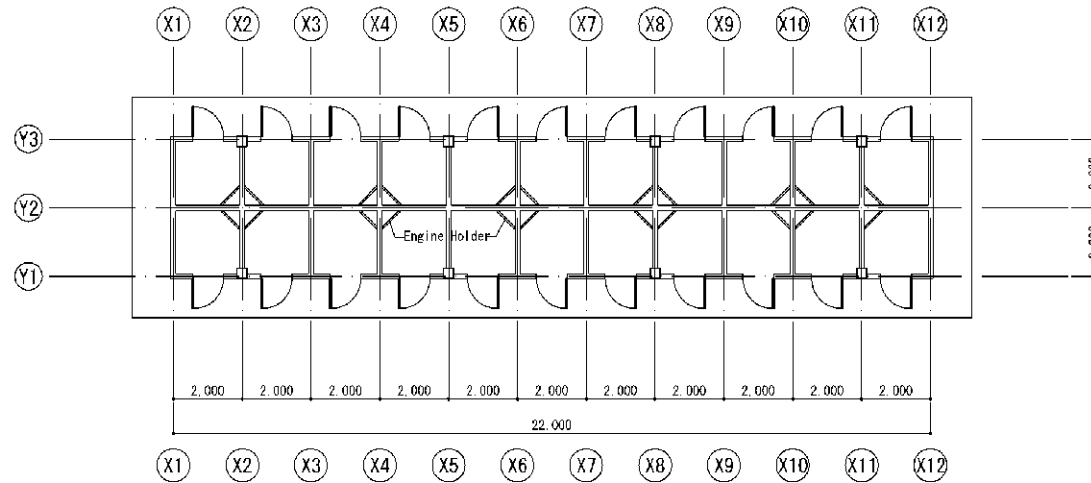 X1 X2 X3 X4 X5 X6 X7 X8 X9 X10 X11 X12
Y3
Y2
Engine Holder
Y1
2,000 2.000 2.000 2,000 2.000 2.000 2.000 2.000 2.000 2.000 2.000
22.000
X1 X2 X3 X4 X5 X6 X7 X8 X9 X10 X11 X12